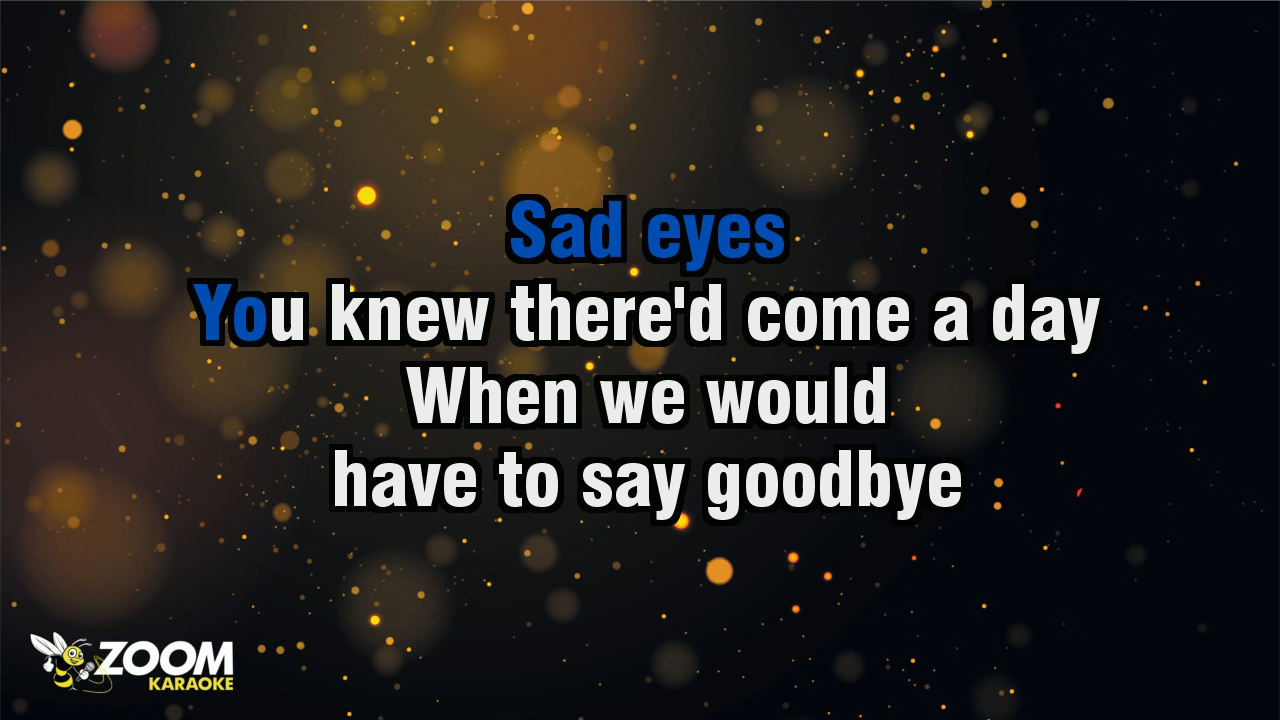 Sad eyes
You knew there'd come a day
When we would
have to say goodbye
ZOOM
KARAOKE